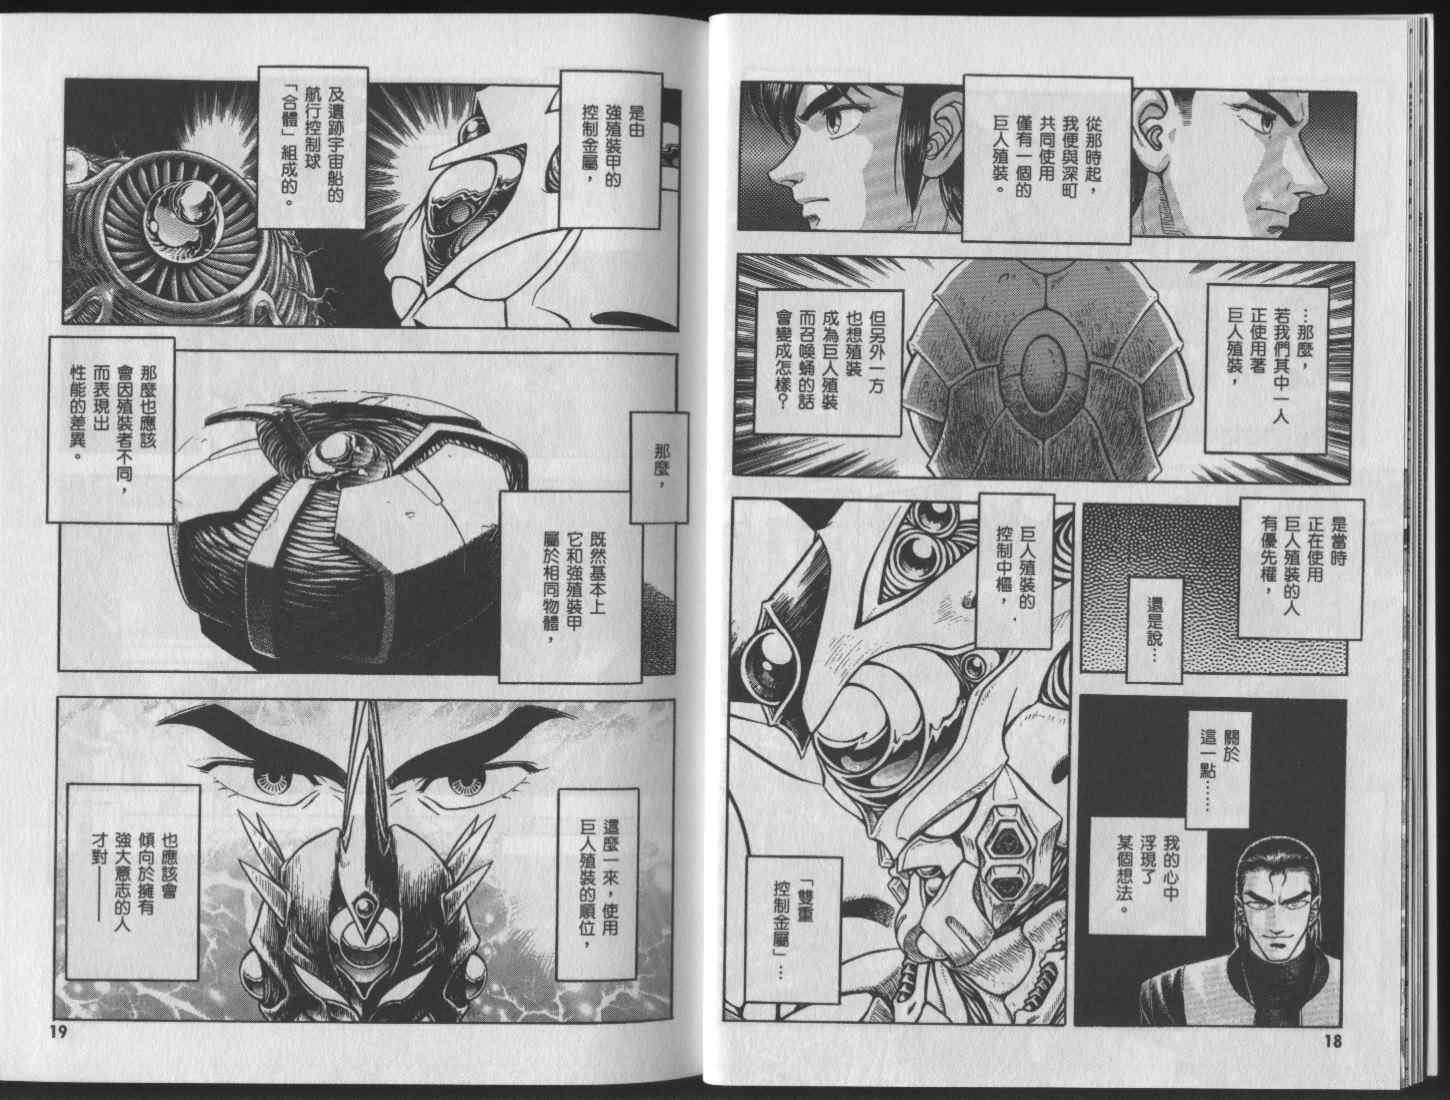 從那時起，
我便與深町
共同使用
僅有一個的
巨人殖裝。
…那麼，
若我們其中一人
正使用著
巨人殖裝，
但另外一方
也想殖裝
成為巨人殖裝
而召喚蛹的話
會變成怎樣？
是當時
正在使用
巨人殖裝的人
有優先權，
還是說…
關於
這一點……
我的心中
浮現了
某個想法。
巨人殖裝的
控制中樞，
「雙重
控制金屬」…
18
是由
強殖裝甲的
控制金屬，
及遺跡宇宙船的
航行控制球
「合體」組成的。
那麼，
既然基本上
它和強殖裝甲
屬於相同物體，
那麼也應該
會因殖裝者不同，
而表現出
性能的差異。
這麼一來，使用
巨人殖裝的順位，
也應該會
傾向於擁有
強大意志的人
才對——
19